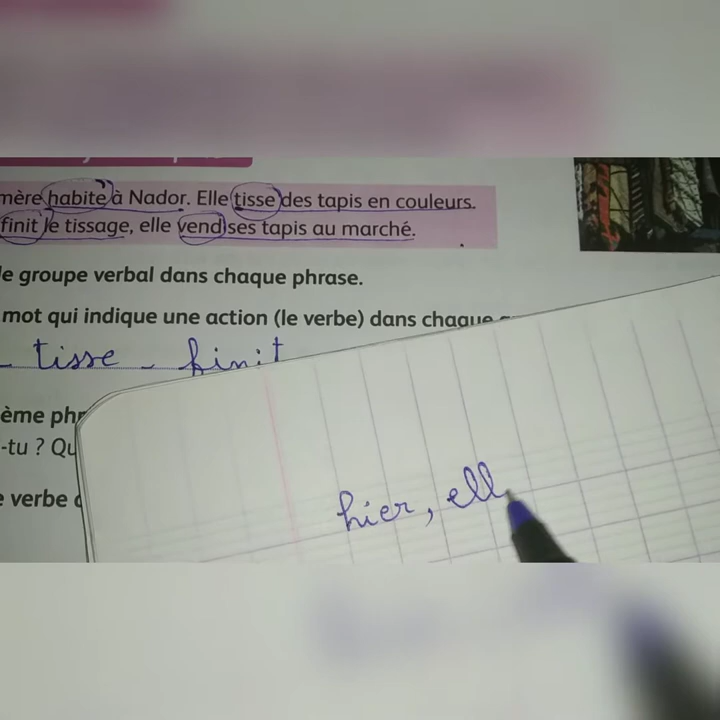 mère habite à Nador. Elle tisse des tapis en couleurs.
finit le tissage, elle vend ses tapis au marché.
le groupe verbal dans chaque phrase.
mot qui indique une action (le verbe) dans chaque
- tisse - finit
ème phr
-tu ? Qu
e verbe
hier, ell